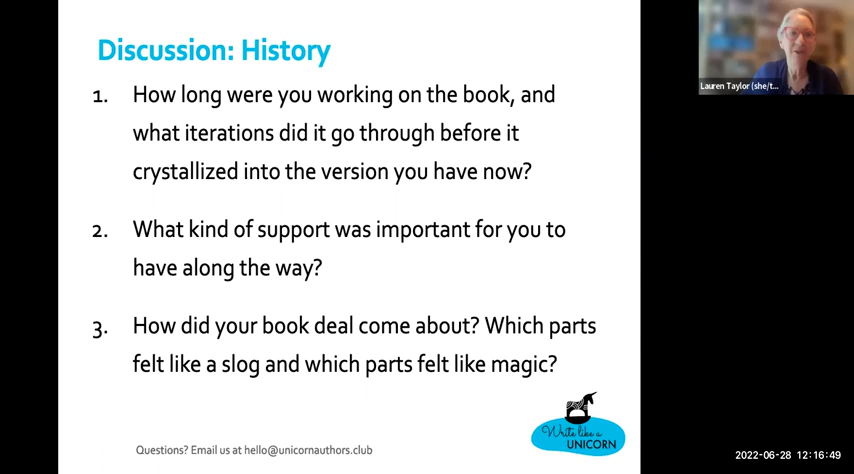 Discussion: History
1. How long were you working on the book, and
what iterations did it go through before it
crystallized into the version you have now?
2. What kind of support was important for you to
have along the way?
3. How did your book deal come about? Which parts
felt like a slog and which parts felt like magic?
Write like a
UNICORN
Questions? Email us at hello@unicornauthors.club
Lauren Taylor (she/t...
2022-06-28 12:16:49